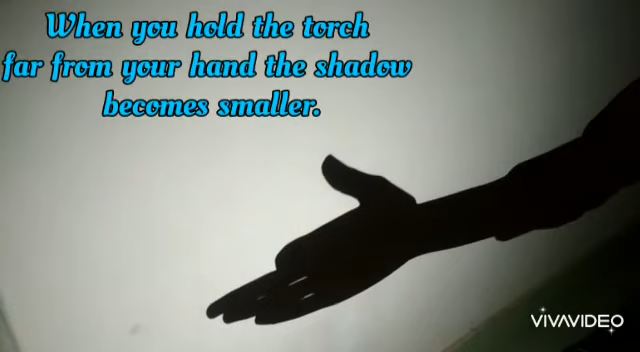 When you hold the torch
far from your hand the shadow
becomes smaller.
VIVAVIDEO